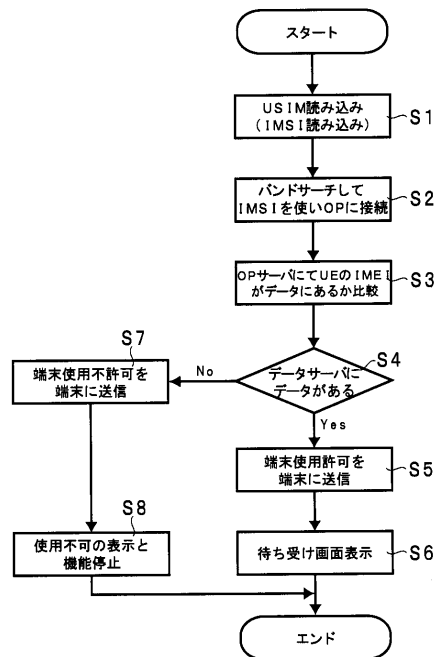 スタート
USIM読み込み
(IMSI読み込み)
S1
バンドサーチして
IMSIを使いOPに接続
S2
OPサーバにてUEのIMEI
がデータにあるか比較
S3
データサーバに
データがある
S4
No
Yes
S7
端末使用不許可を
端末に送信
端末使用許可を
端末に送信
S5
S8
使用不可の表示と
機能停止
待ち受け画面表示
S6
エンド